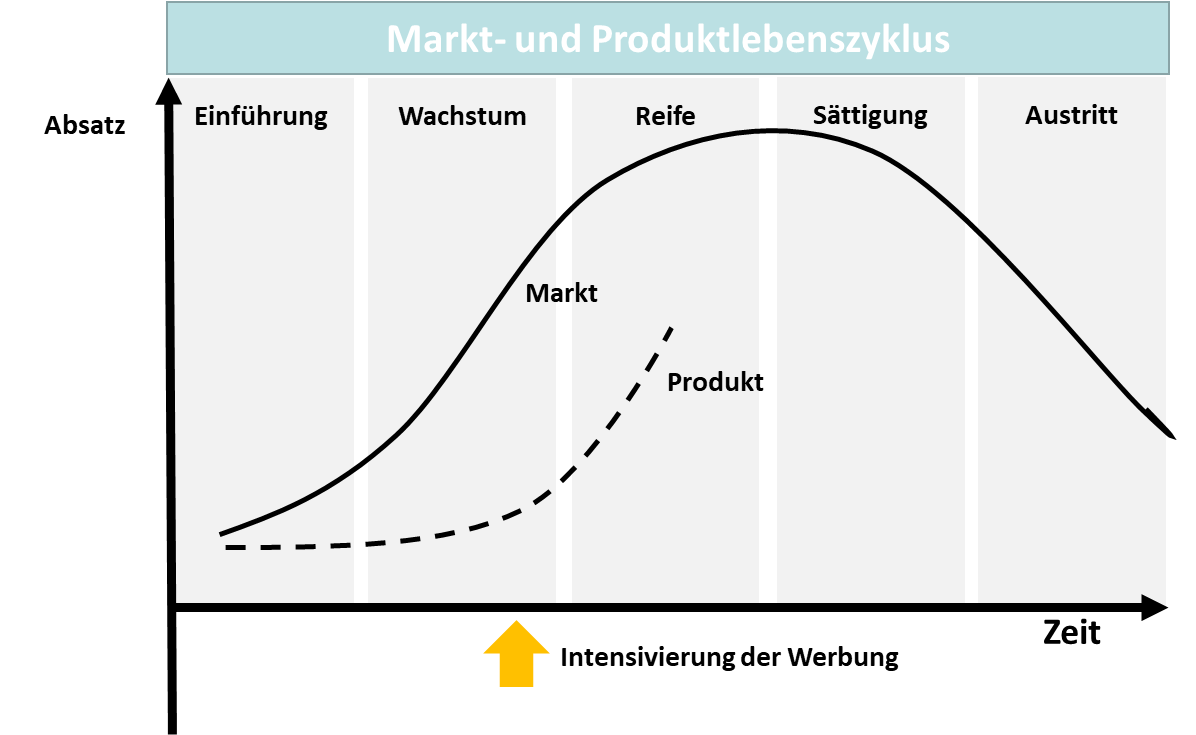 Markt- und Produktlebenszyklus
Absatz
Einführung
Wachstum
Reife
Sättigung
Austritt
Markt
Produkt
Zeit
Intensivierung der Werbung